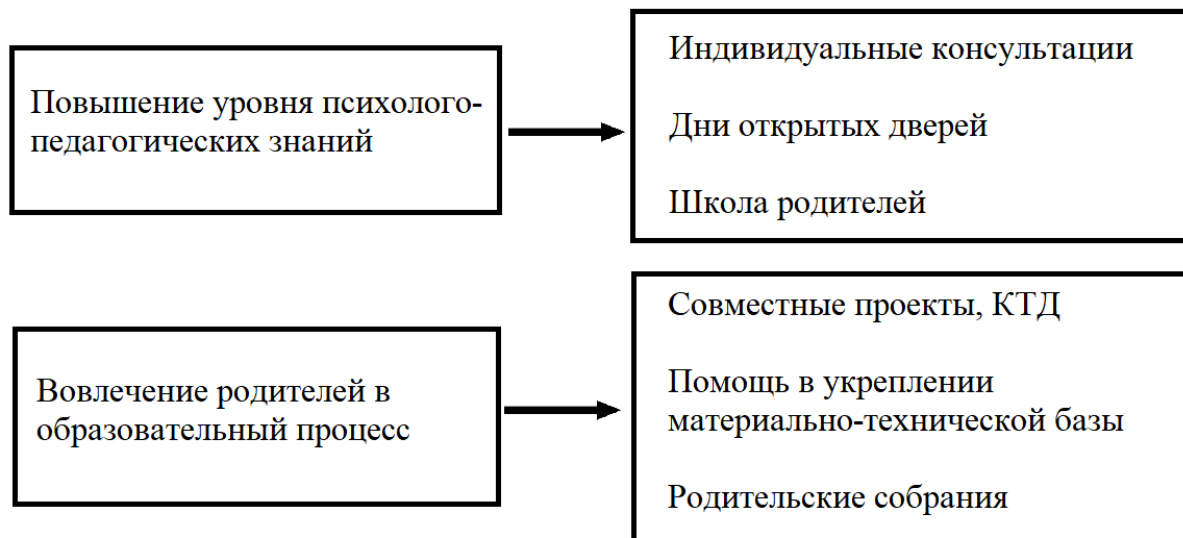 Повышение уровня психолого-
педагогических знаний
Индивидуальные консультации
Дни открытых дверей
Школа родителей
Вовлечение родителей в
образовательный процесс
Совместные проекты, КТД
Помощь в укреплении
материально-технической базы
Родительские собрания